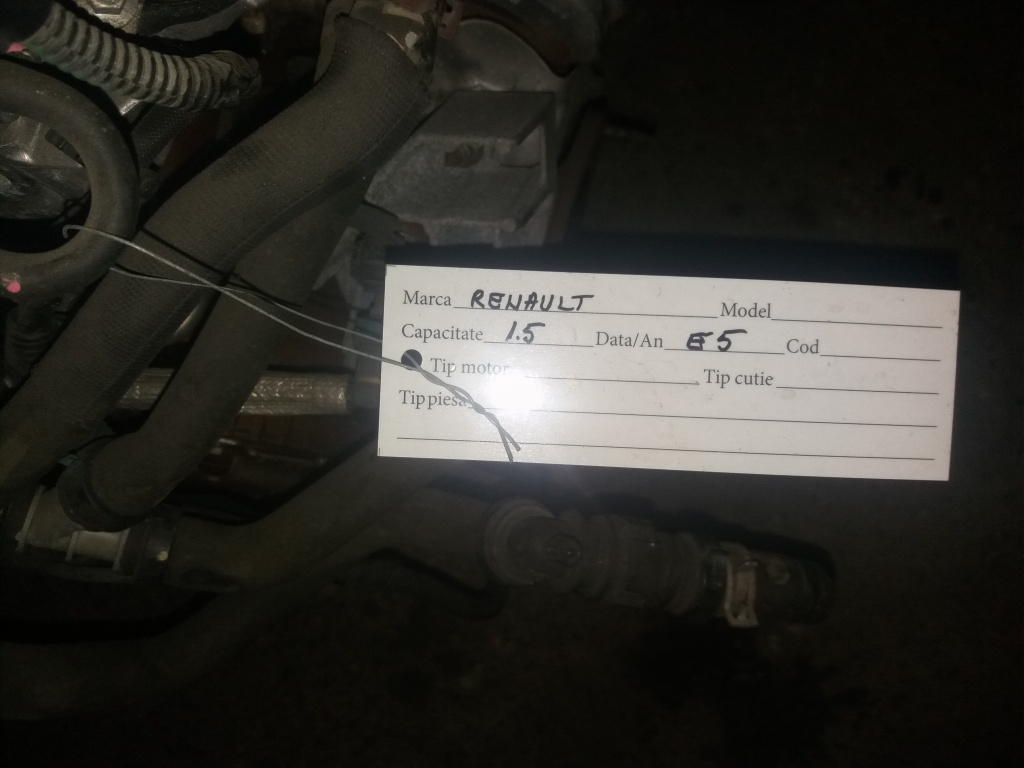 Marca RENAULT Model
Capacitate 1.5 Data/An E5 Cod
Tip motor Tip cutie
Tip piesa